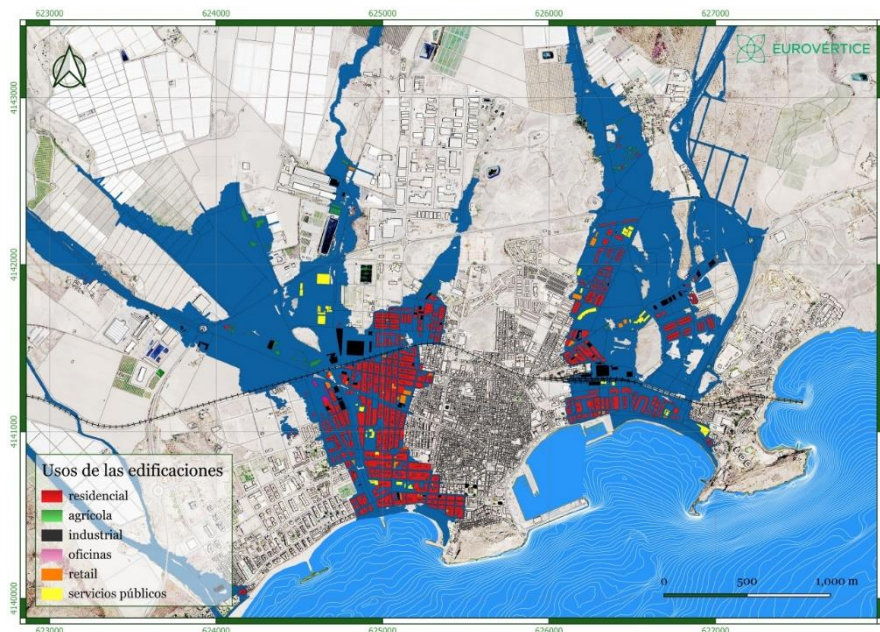 623000 624000 625000 626000 627000
EUROVÉRTICE
4143000
4142000
4141000
4140000
Usos de las edificaciones
residencial
agrícola
industrial
oficinas
retail
servicios públicos
0 500 1,000 m
623000 624000 625000 626000 627000